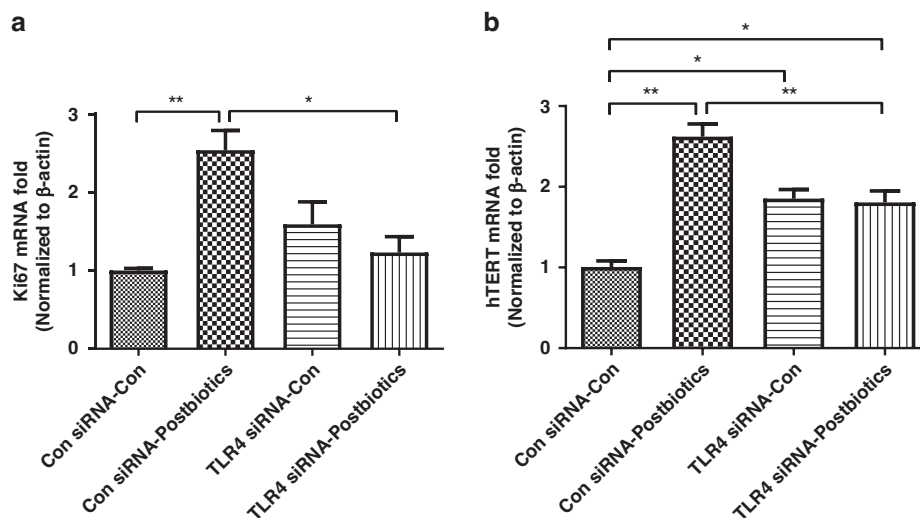 a
**
*
Ki67 mRNA fold
(Normalized to β-actin)
3
2
1
0
Con siRNA-Con
Con siRNA-Postbiotics
TLR4 siRNA-Con
TLR4 siRNA-Postbiotics
b
*
*
**
**
hTERT mRNA fold
(Normalized to β-actin)
3
2
1
0
Con siRNA-Con
Con siRNA-Postbiotics
TLR4 siRNA-Con
TLR4 siRNA-Postbiotics